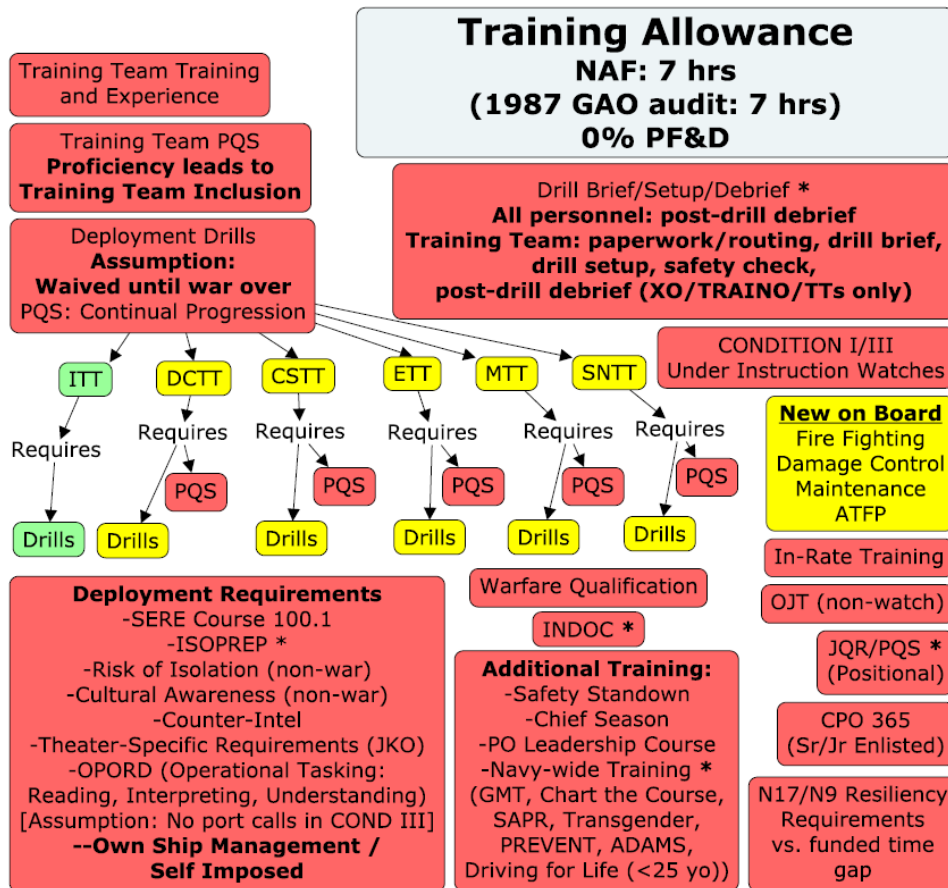 Training Allowance
NAF: 7 hrs
(1987 GAO audit: 7 hrs)
0% PF&D
Training Team Training
and Experience
Training Team PQS
Proficiency leads to
Training Team Inclusion
Drill Brief/Setup/Debrief *
All personnel: post-drill debrief
Training Team: paperwork/routing, drill brief,
drill setup, safety check,
post-drill debrief (XO/TRAINO/TTs only)
Deployment Drills
Assumption:
Waived until war over
PQS: Continual Progression
CONDITION I/III
Under Instruction Watches
ITT
DCTT
CSTT
ETT
MTT
SNTT
Requires
Requires
Requires
Requires
Requires
Requires
PQS
PQS
PQS
PQS
PQS
Drills
Drills
Drills
Drills
Drills
Drills
New on Board
Fire Fighting
Damage Control
Maintenance
ATFP
In-Rate Training
OJT (non-watch)
JQR/PQS *
(Positional)
CPO 365
(Sr/Jr Enlisted)
N17/N9 Resiliency
Requirements
vs. funded time
gap
Deployment Requirements
-SERE Course 100.1
-ISOPREP *
-Risk of Isolation (non-war)
-Cultural Awareness (non-war)
-Counter-Intel
-Theater-Specific Requirements (JKO)
-OPORD (Operational Tasking:
Reading, Interpreting, Understanding)
[Assumption: No port calls in COND III]
--Own Ship Management /
Self Imposed
Warfare Qualification
INDOC *
Additional Training:
-Safety Standown
-Chief Season
-PO Leadership Course
-Navy-wide Training *
(GMT, Chart the Course,
SAPR, Transgender,
PREVENT, ADAMS,
Driving for Life (<25 yo))